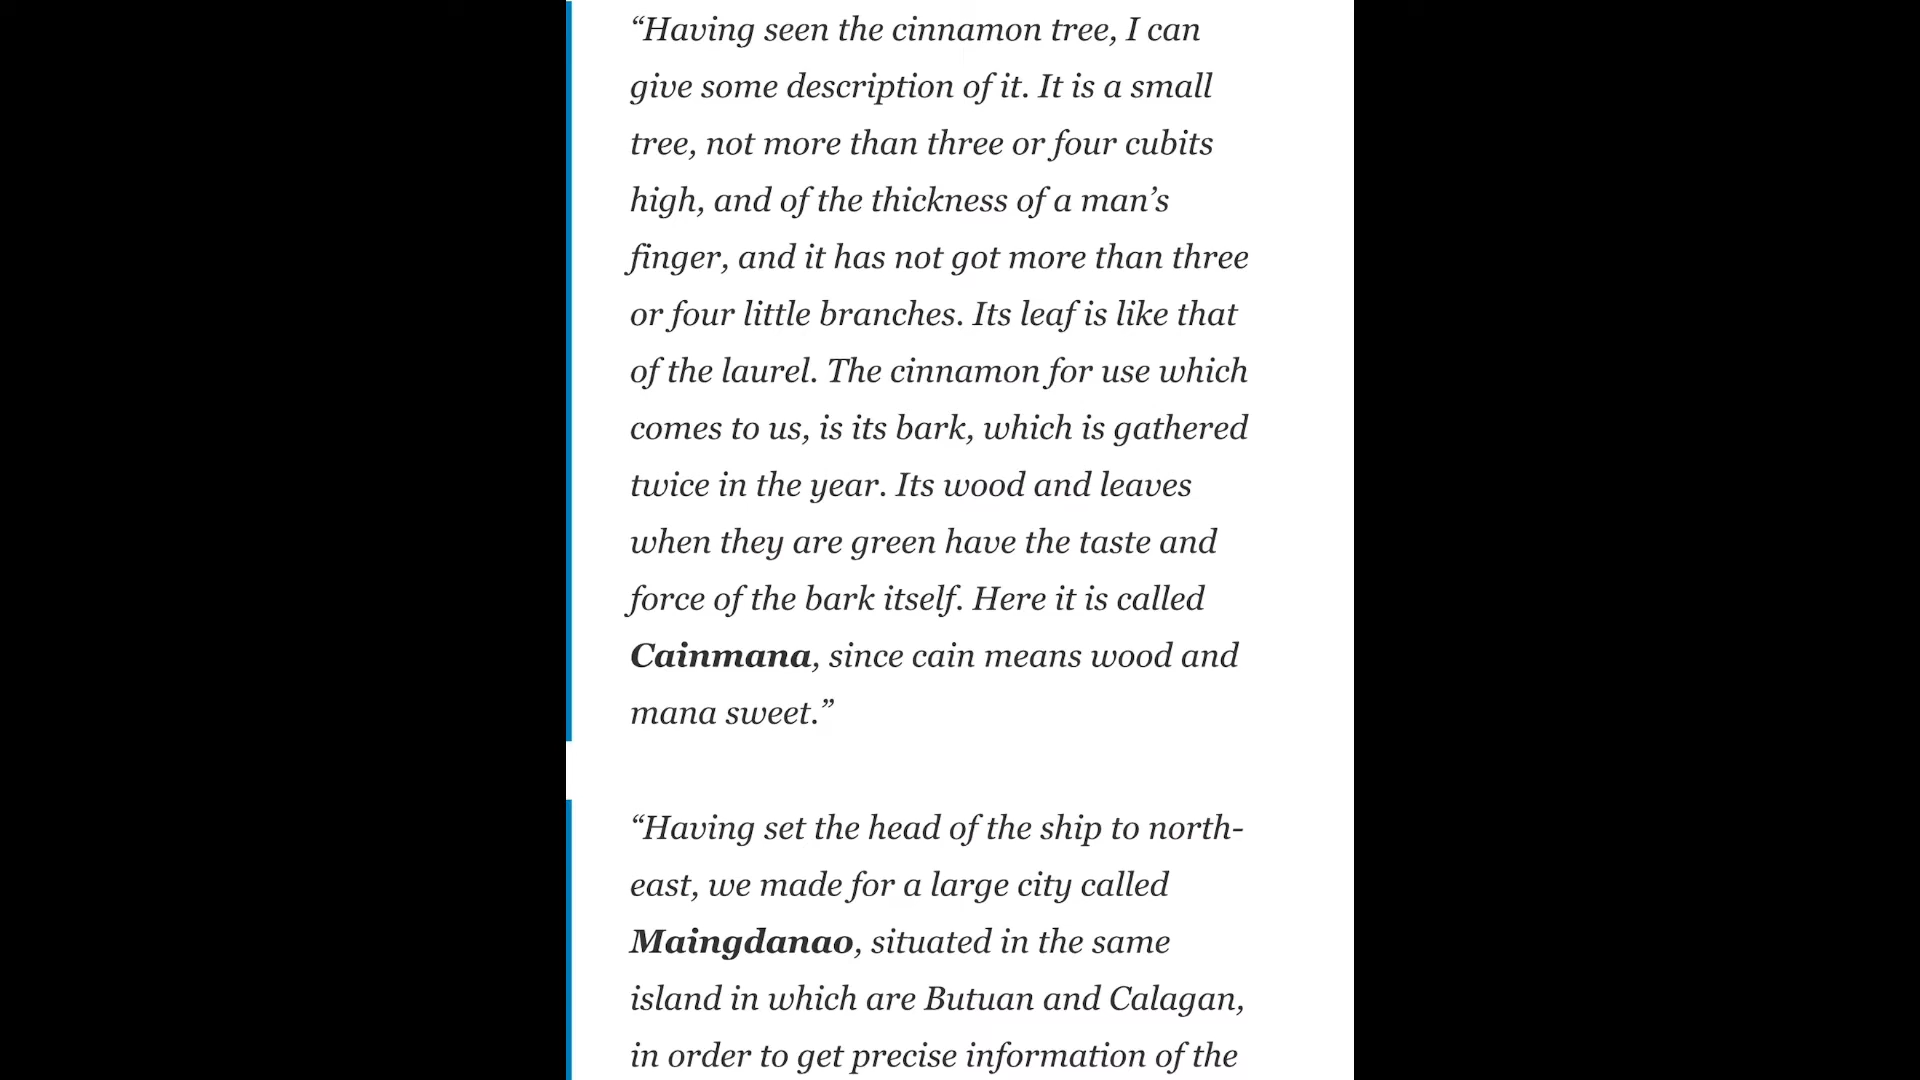 “Having seen the cinnamon tree, I can
give some description of it. It is a small
tree, not more than three or four cubits
high, and of the thickness of a man’s
finger, and it has not got more than three
or four little branches. Its leaf is like that
of the laurel. The cinnamon for use which
comes to us, is its bark, which is gathered
twice in the year. Its wood and leaves
when they are green have the taste and
force of the bark itself. Here it is called
Cainmana, since cain means wood and
mana sweet.”
“Having set the head of the ship to north-
east, we made for a large city called
Maingdanao, situated in the same
island in which are Butuan and Calagan,
in order to get precise information of the